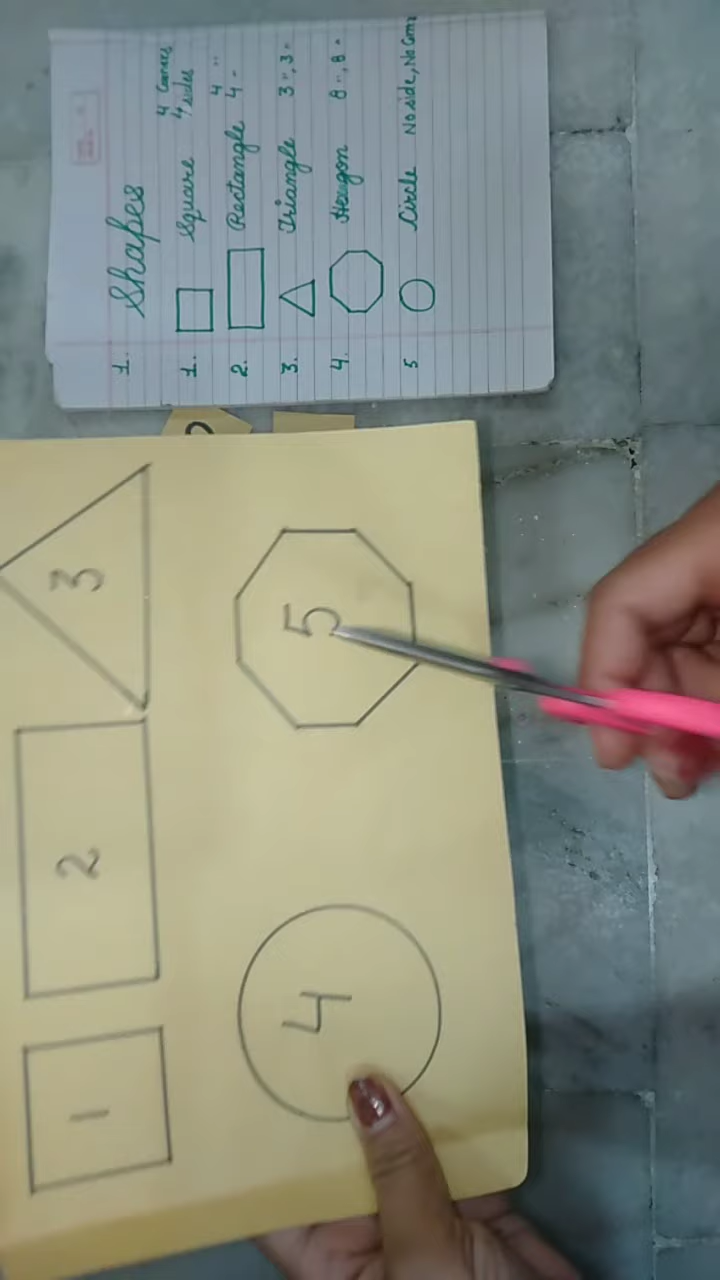 1. Shapes
4 Corners
1. Square 4 sides
4 "
2. Rectangle 4 "
3. Triangle 3 ", 3 "
4. Hexagon 8 ", 8 "
5 Circle No side, No
1
2
3
4
5